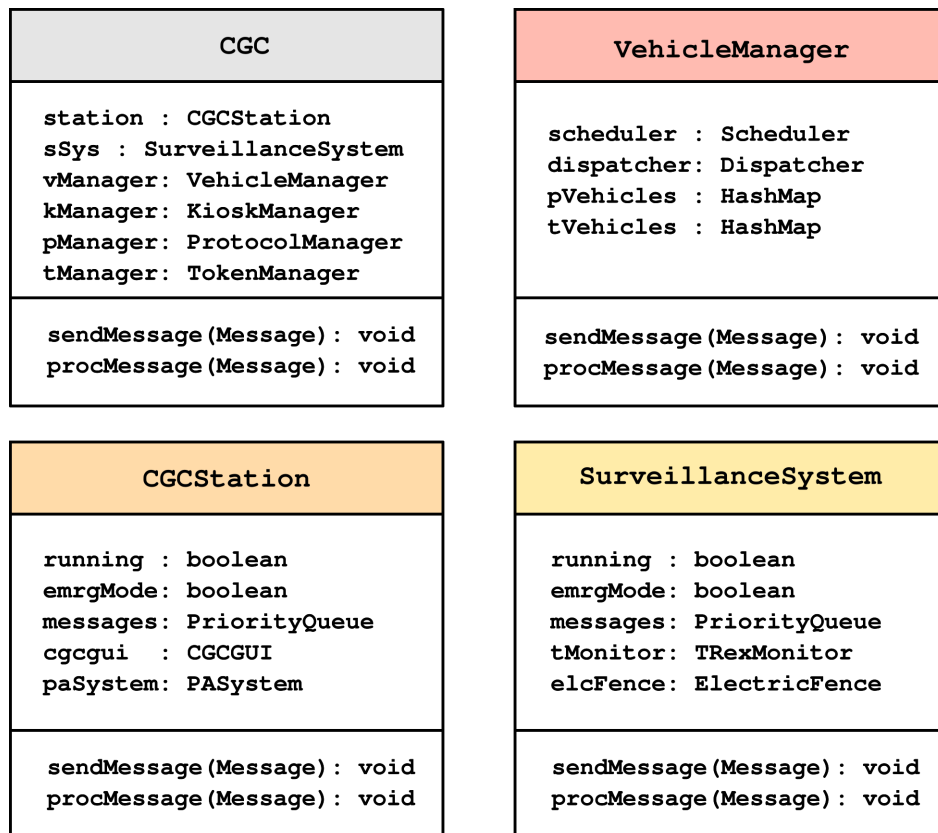 CGC
station : CGCStation
sSys : SurveillanceSystem
vManager: VehicleManager
kManager: KioskManager
pManager: ProtocolManager
tManager: TokenManager
sendMessage(Message): void
procMessage(Message): void
VehicleManager
scheduler : Scheduler
dispatcher: Dispatcher
pVehicles : HashMap
tVehicles : HashMap
sendMessage(Message): void
procMessage(Message): void
CGCStation
running : boolean
emrgMode: boolean
messages: PriorityQueue
cgcgui : CGCGUI
paSystem: PASystem
sendMessage(Message): void
procMessage(Message): void
SurveillanceSystem
running : boolean
emrgMode: boolean
messages: PriorityQueue
tMonitor: TRexMonitor
elcFence: ElectricFence
sendMessage(Message): void
procMessage(Message): void